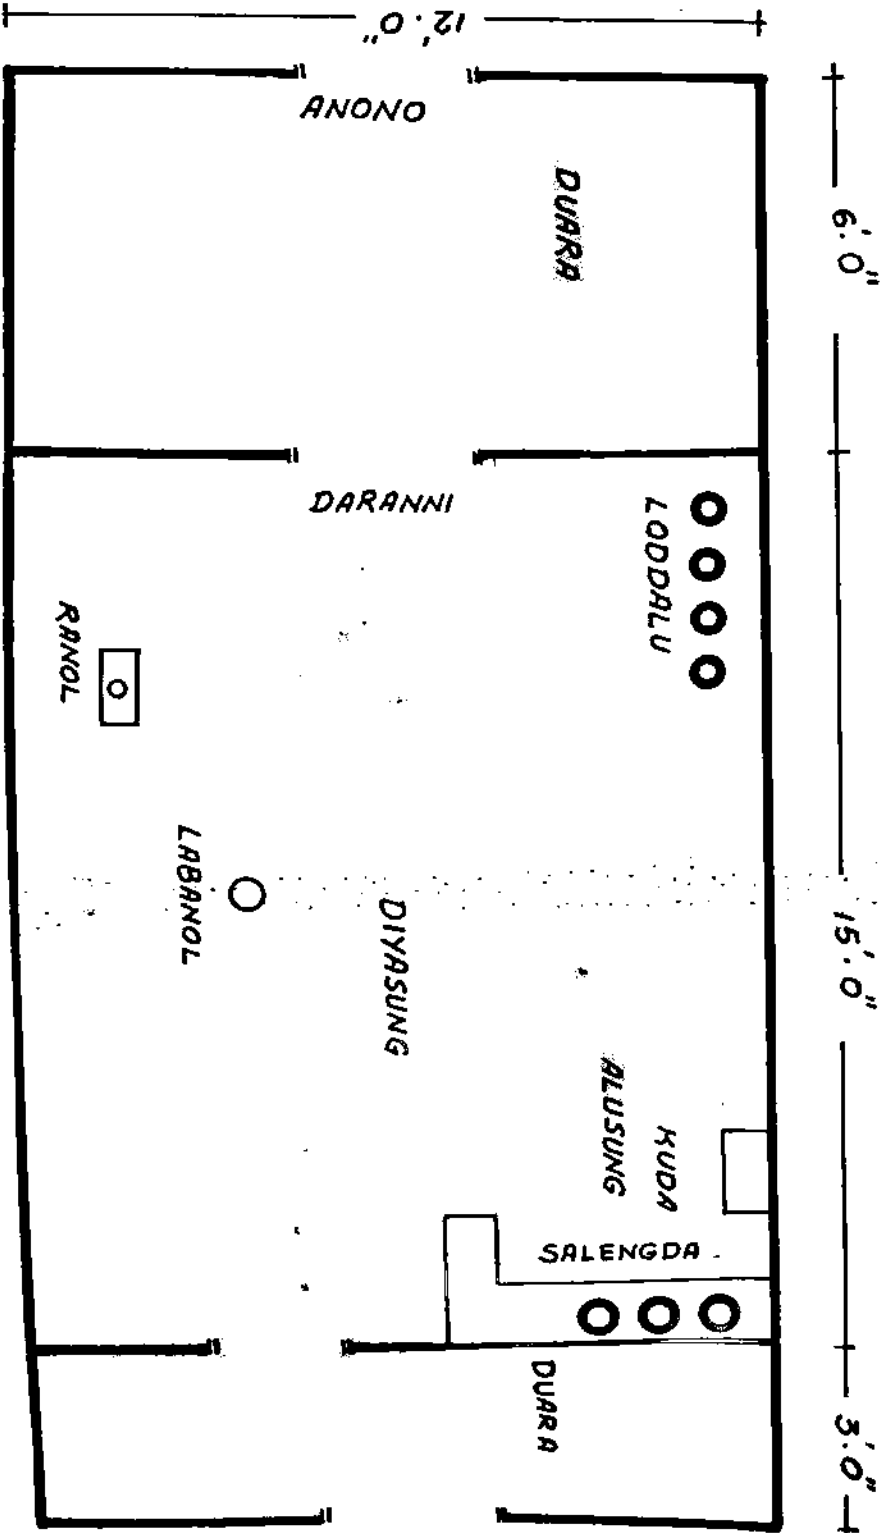 12'.0"
ANONO
DUARA
6'.0"
DARANNI
LODDALU
RANOL
LABANOL
DIYASUNG
15'.0"
ALUSUNG
KUDA
SALENGDA
DUARA
3'.0"